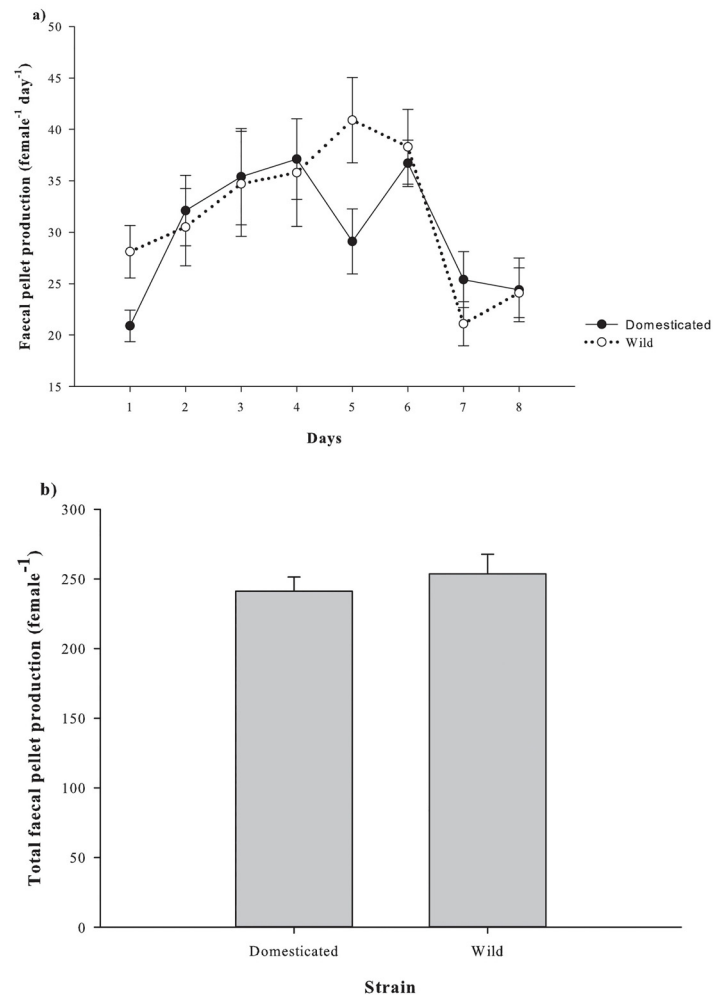 a)
50
45
40
35
30
25
20
15
Faecal pellet production (female⁻¹ day⁻¹)
1 2 3 4 5 6 7 8
Days
Domesticated
Wild
b)
300
250
200
150
100
50
0
Total faecal pellet production (female⁻¹)
Domesticated Wild
Strain